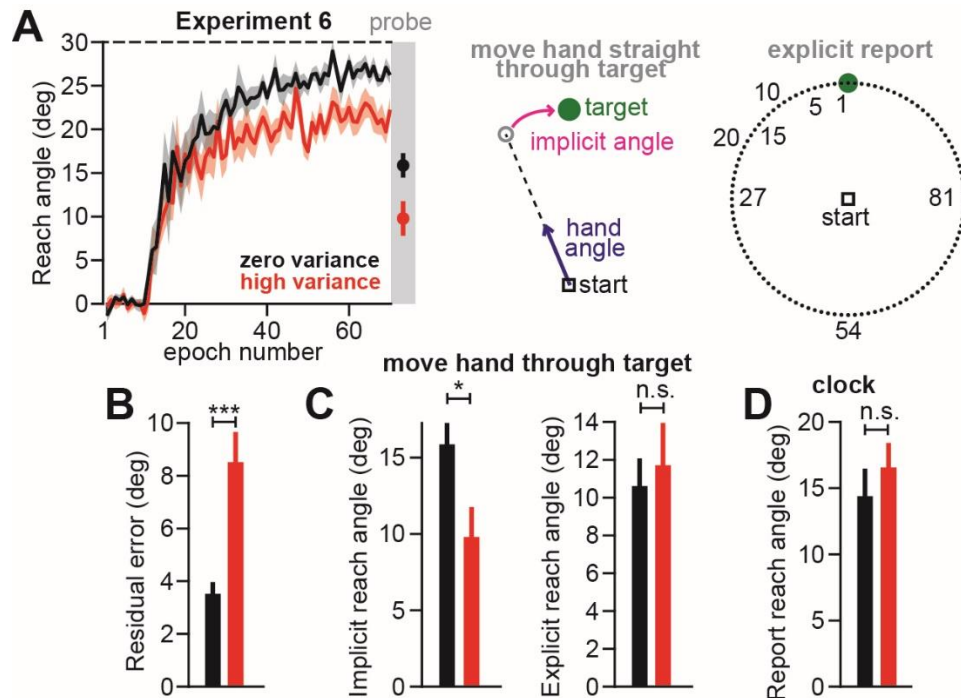 A
Experiment 6
probe
Reach angle (deg)
30
25
20
15
10
5
0
1
20
40
60
epoch number
zero variance
high variance
move hand straight
through target
target
implicit angle
hand
angle
start
explicit report
10
5
1
20
15
27
81
start
54
B
***
Residual error (deg)
10
8
6
4
2
0
move hand through target
C
*
Implicit reach angle (deg)
15
10
5
0
n.s.
Explicit reach angle (deg)
14
12
10
8
6
4
2
0
D
clock
n.s.
Report reach angle (deg)
20
15
10
5
0